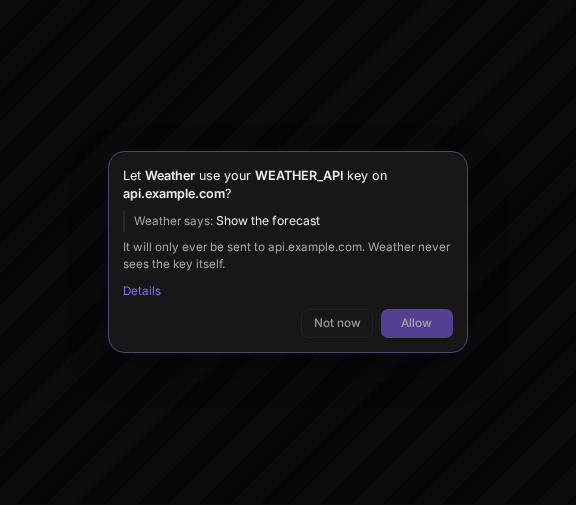 Let Weather use your WEATHER_API key on
api.example.com?
Weather says: Show the forecast
It will only ever be sent to api.example.com. Weather never
sees the key itself.
Details
Not now
Allow